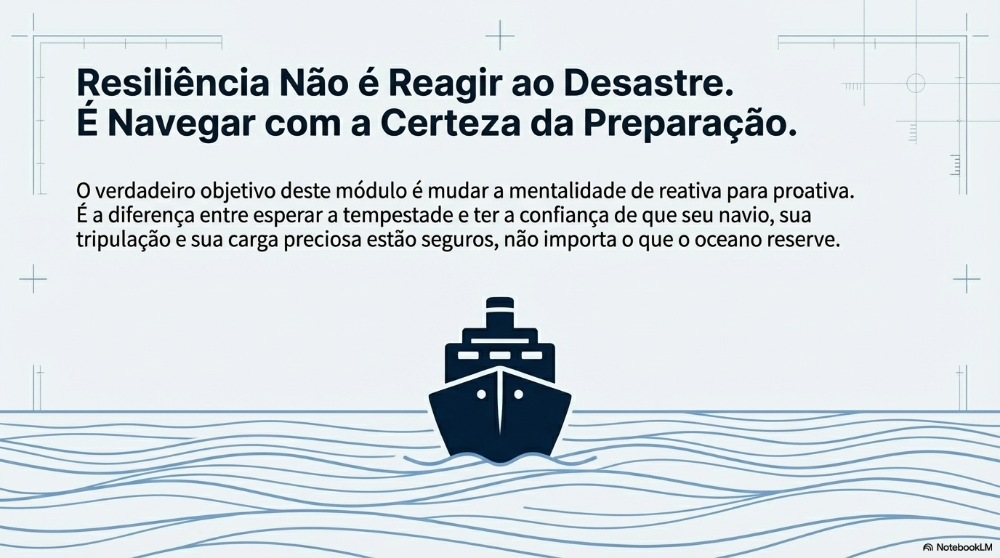 Resiliência Não é Reagir ao Desastre.
É Navegar com a Certeza da Preparação.
O verdadeiro objetivo deste módulo é mudar a mentalidade de reativa para proativa.
É a diferença entre esperar a tempestade e ter a confiança de que seu navio, sua
tripulação e sua carga preciosa estão seguros, não importa o que o oceano reserve.
NotebookLM